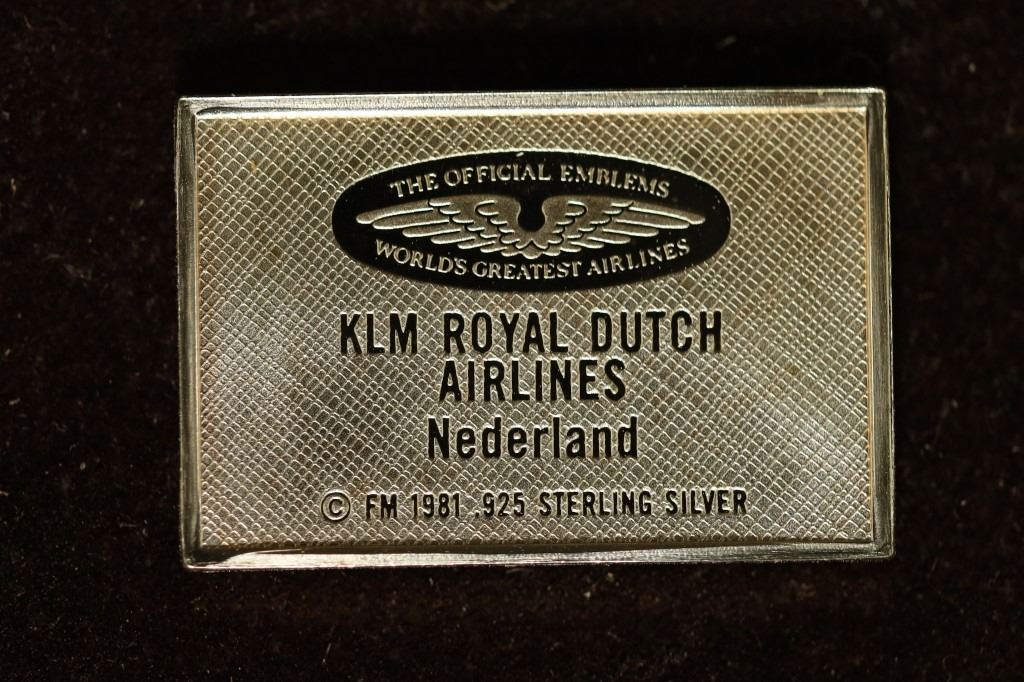 THE OFFICIAL EMBLEMS
WORLD'S GREATEST AIRLINES
KLM ROYAL DUTCH
AIRLINES
Nederland
© FM 1981 .925 STERLING SILVER